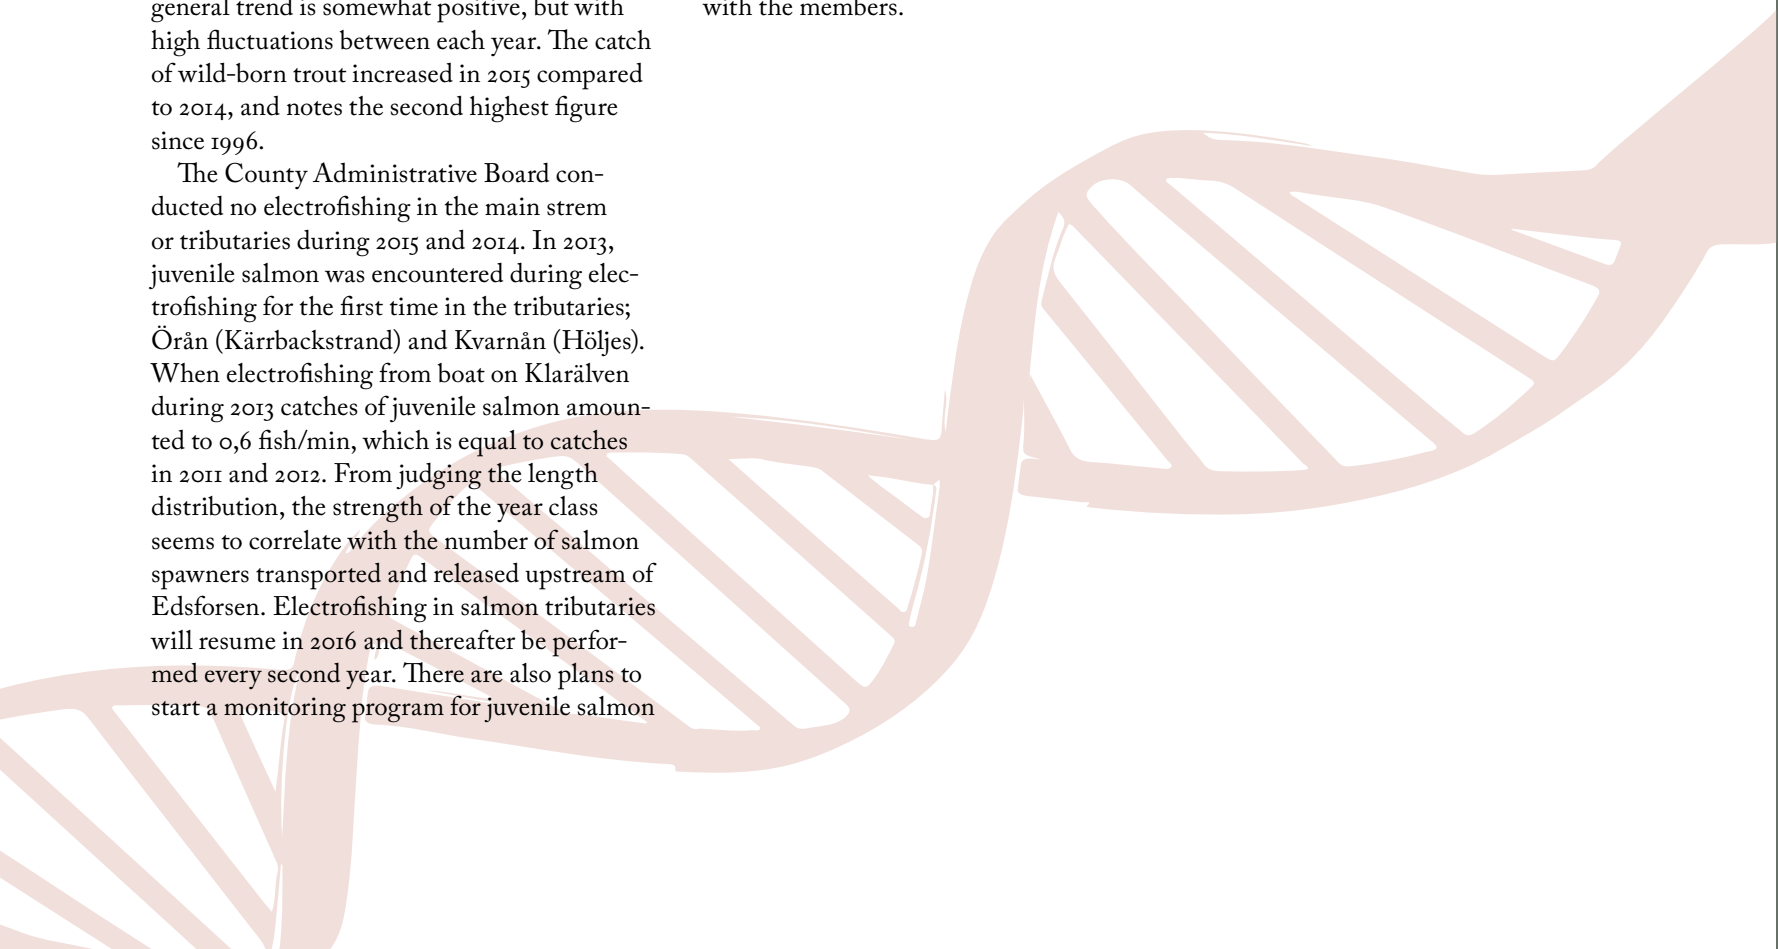 general trend is somewhat positive, but with
high fluctuations between each year. The catch
of wild-born trout increased in 2015 compared
to 2014, and notes the second highest figure
since 1996.
The County Administrative Board con-
ducted no electrofishing in the main strem
or tributaries during 2015 and 2014. In 2013,
juvenile salmon was encountered during elec-
trofishing for the first time in the tributaries;
Örån (Kärrbackstrand) and Kvarnån (Höljes).
When electrofishing from boat on Klarälven
during 2013 catches of juvenile salmon amoun-
ted to 0,6 fish/min, which is equal to catches
in 2011 and 2012. From judging the length
distribution, the strength of the year class
seems to correlate with the number of salmon
spawners transported and released upstream of
Edsforsen. Electrofishing in salmon tributaries
will resume in 2016 and thereafter be perfor-
med every second year. There are also plans to
start a monitoring program for juvenile salmon
with the members.